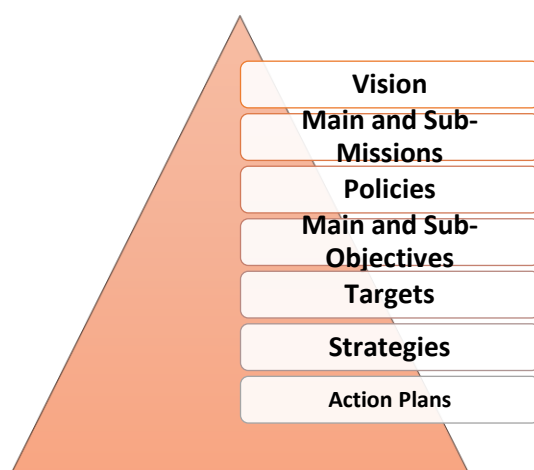 Vision
Main and Sub-
Missions
Policies
Main and Sub-
Objectives
Targets
Strategies
Action Plans